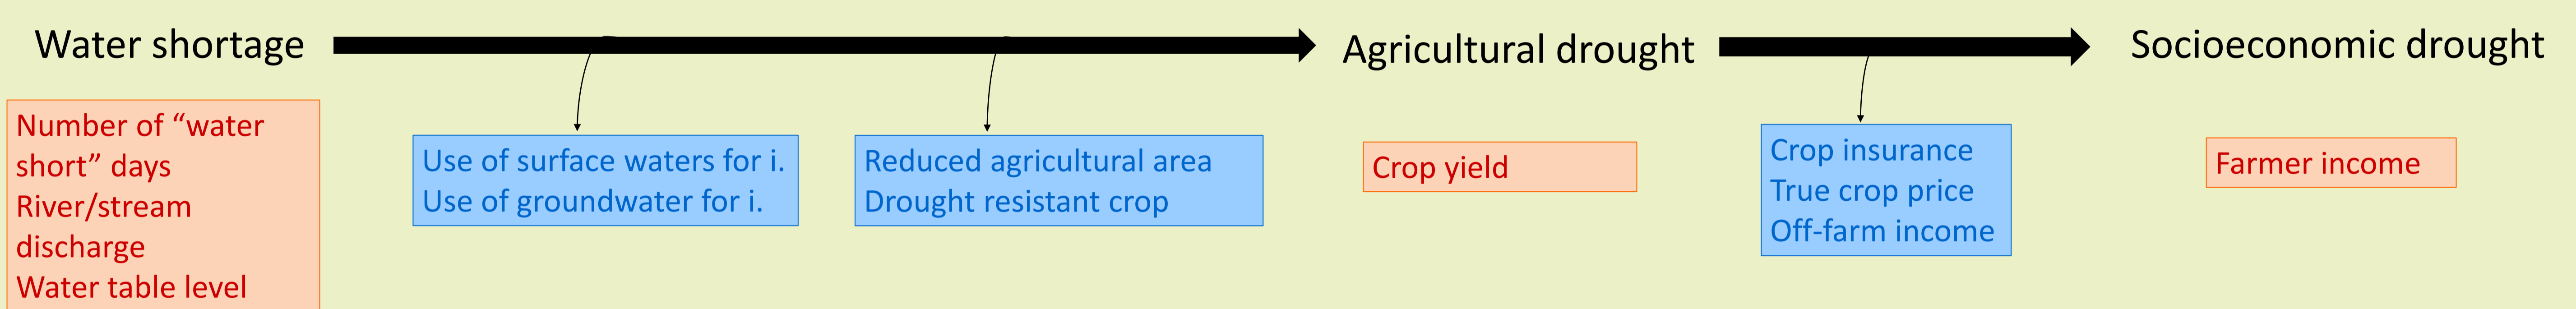 Water shortage
Agricultural drought
Socioeconomic drought
Number of “water
short” days
River/stream
discharge
Water table level
Use of surface waters for i.
Use of groundwater for i.
Reduced agricultural area
Drought resistant crop
Crop yield
Crop insurance
True crop price
Off-farm income
Farmer income